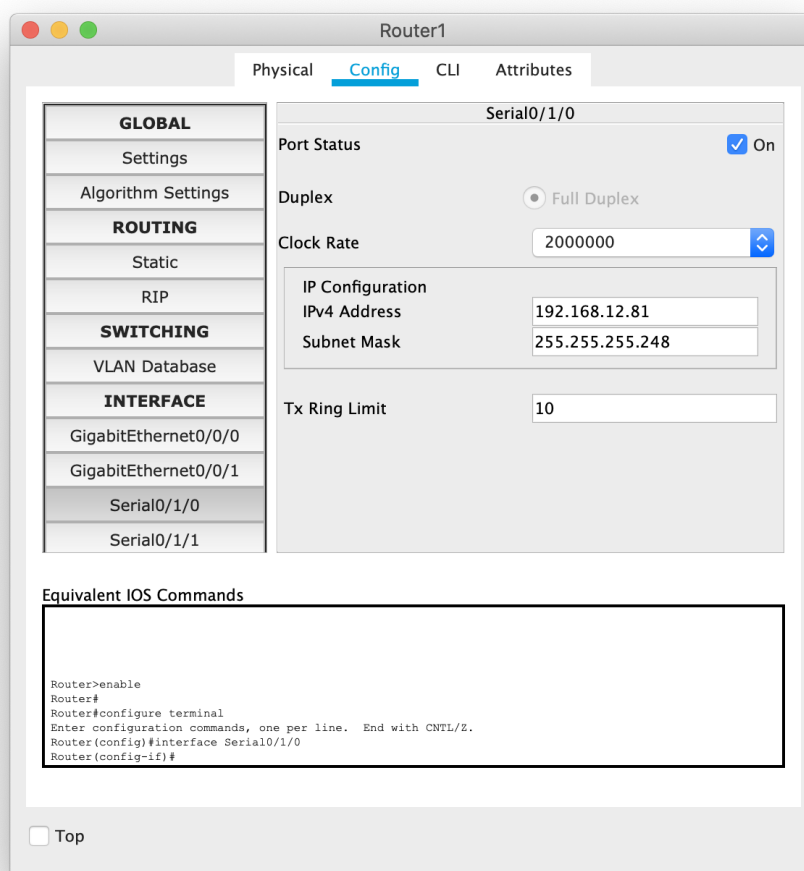 Router1
Physical Config CLI Attributes
GLOBAL
Settings
Algorithm Settings
ROUTING
Static
RIP
SWITCHING
VLAN Database
INTERFACE
GigabitEthernet0/0/0
GigabitEthernet0/0/1
Serial0/1/0
Serial0/1/1
Serial0/1/0
Port Status On
Duplex Full Duplex
Clock Rate 2000000
IP Configuration
IPv4 Address 192.168.12.81
Subnet Mask 255.255.255.248
Tx Ring Limit 10
Equivalent IOS Commands
Router>enable
Router#
Router#configure terminal
Enter configuration commands, one per line.  End with CNTL/Z.
Router(config)#interface Serial0/1/0
Router(config-if)#
Top